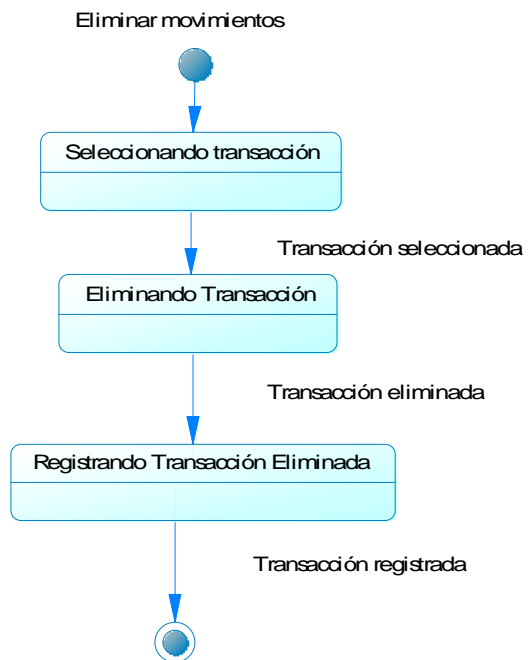 Eliminar movimientos
Seleccionando transacción
Transacción seleccionada
Eliminando Transacción
Transacción eliminada
Registrando Transacción Eliminada
Transacción registrada